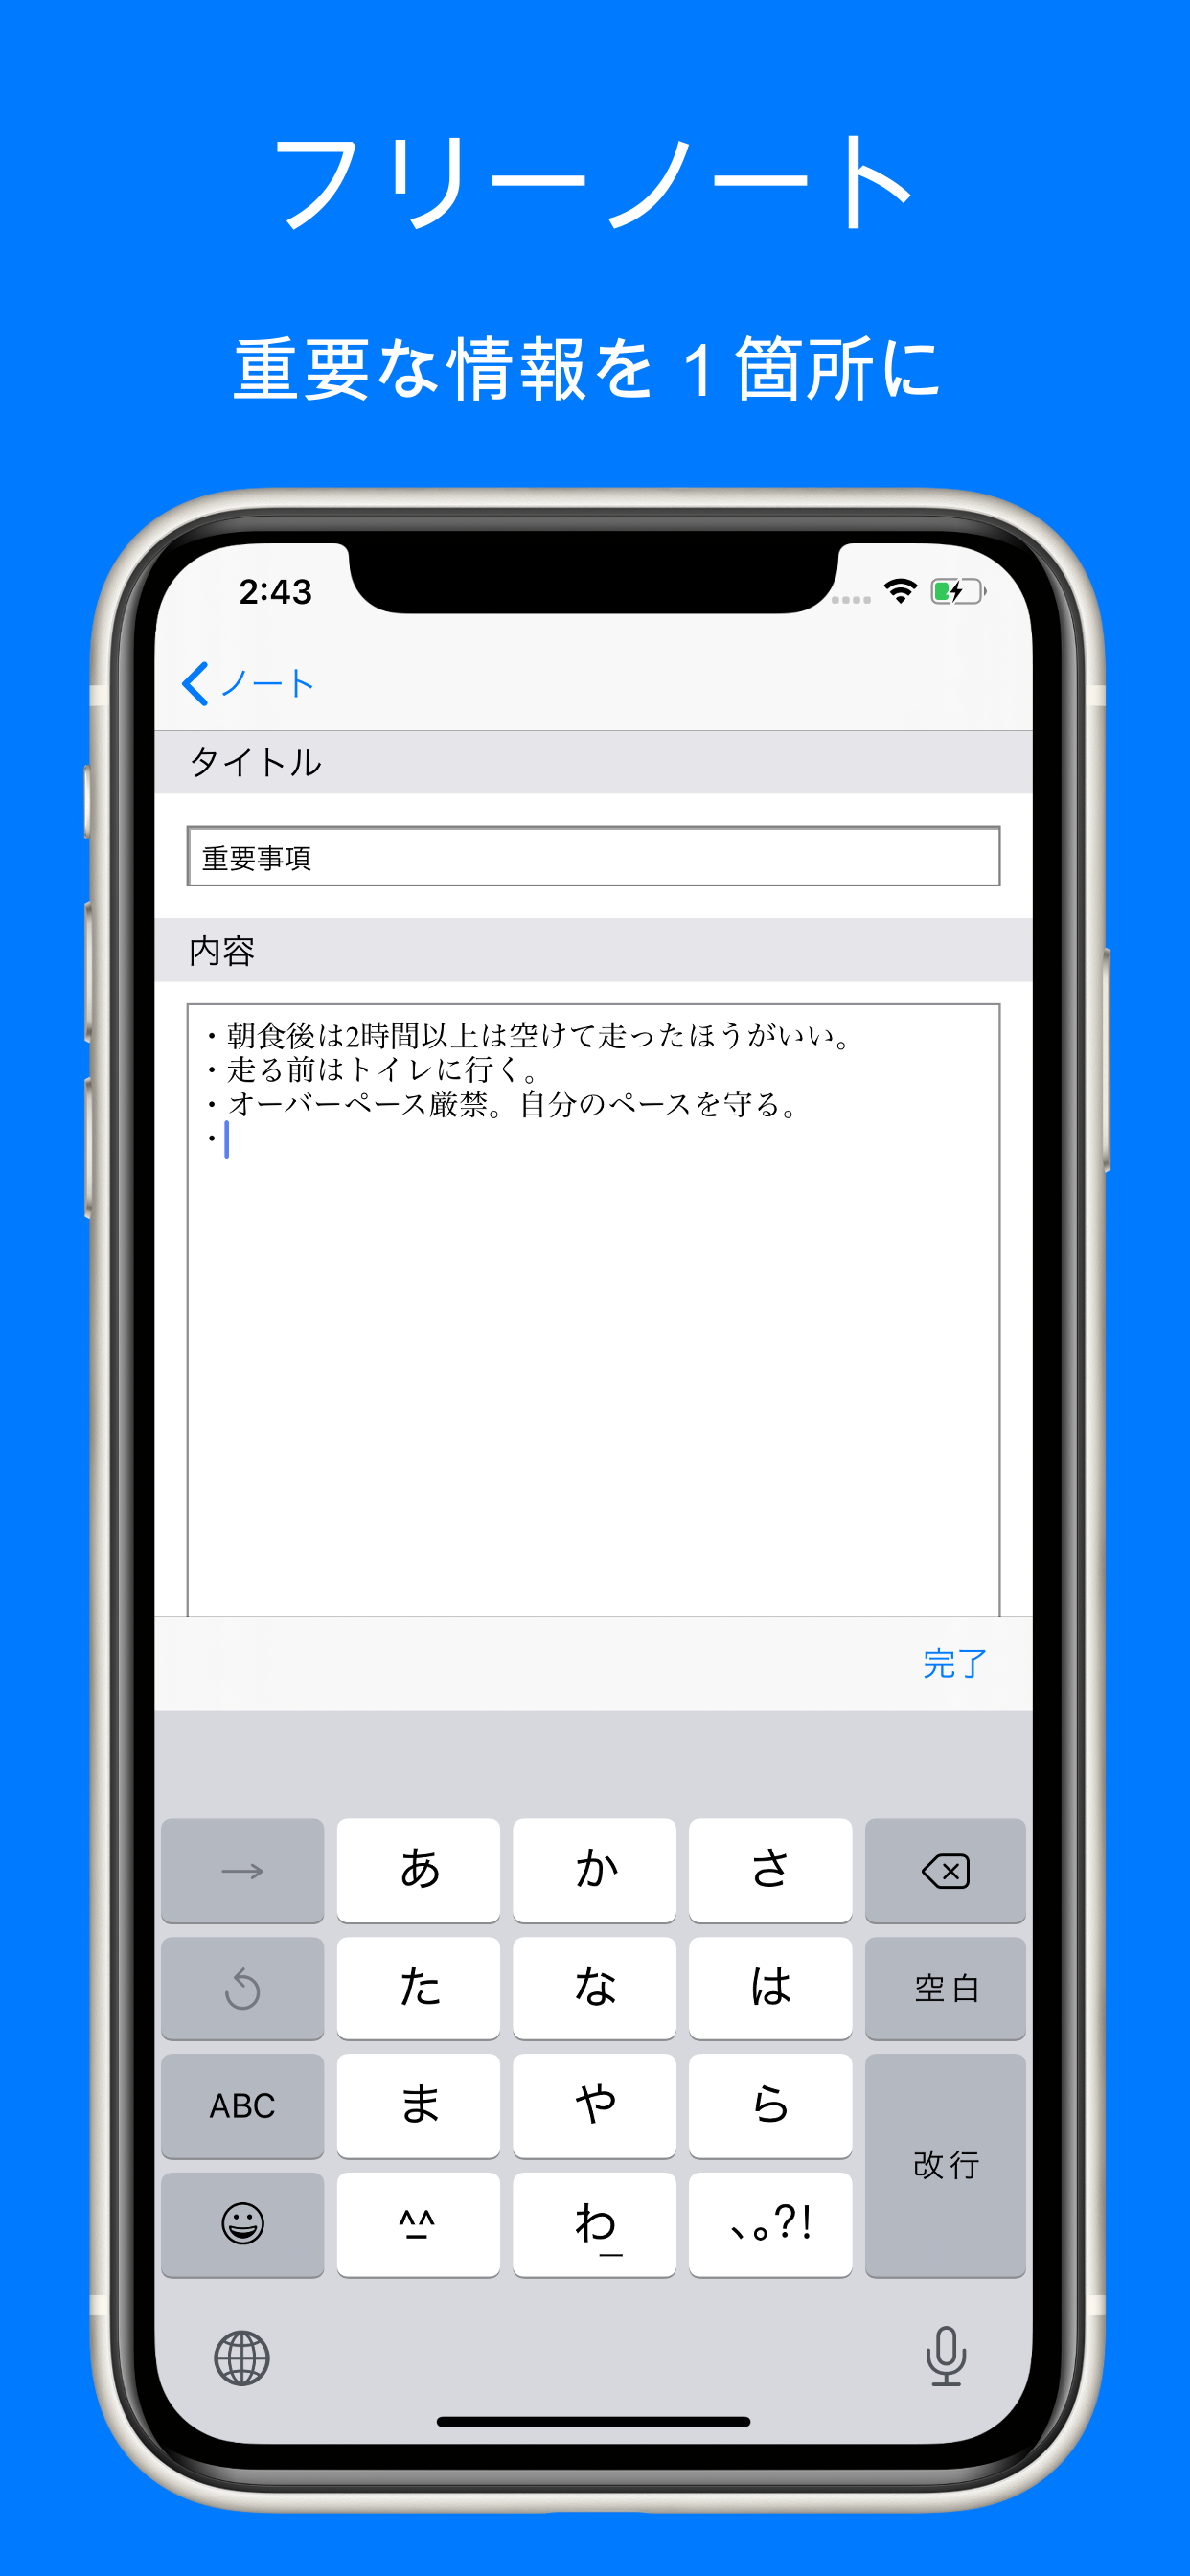 フリーノート
重要な情報を1箇所に
2:43
ノート
タイトル
重要事項
内容
・朝食後は2時間以上は空けて走ったほうがいい。
・走る前はトイレに行く。
・オーバーペース厳禁。自分のペースを守る。
・
完了
→ あ か さ
た な は 空白
ABC ま や ら
改行
^_^ わ_ 、。?!